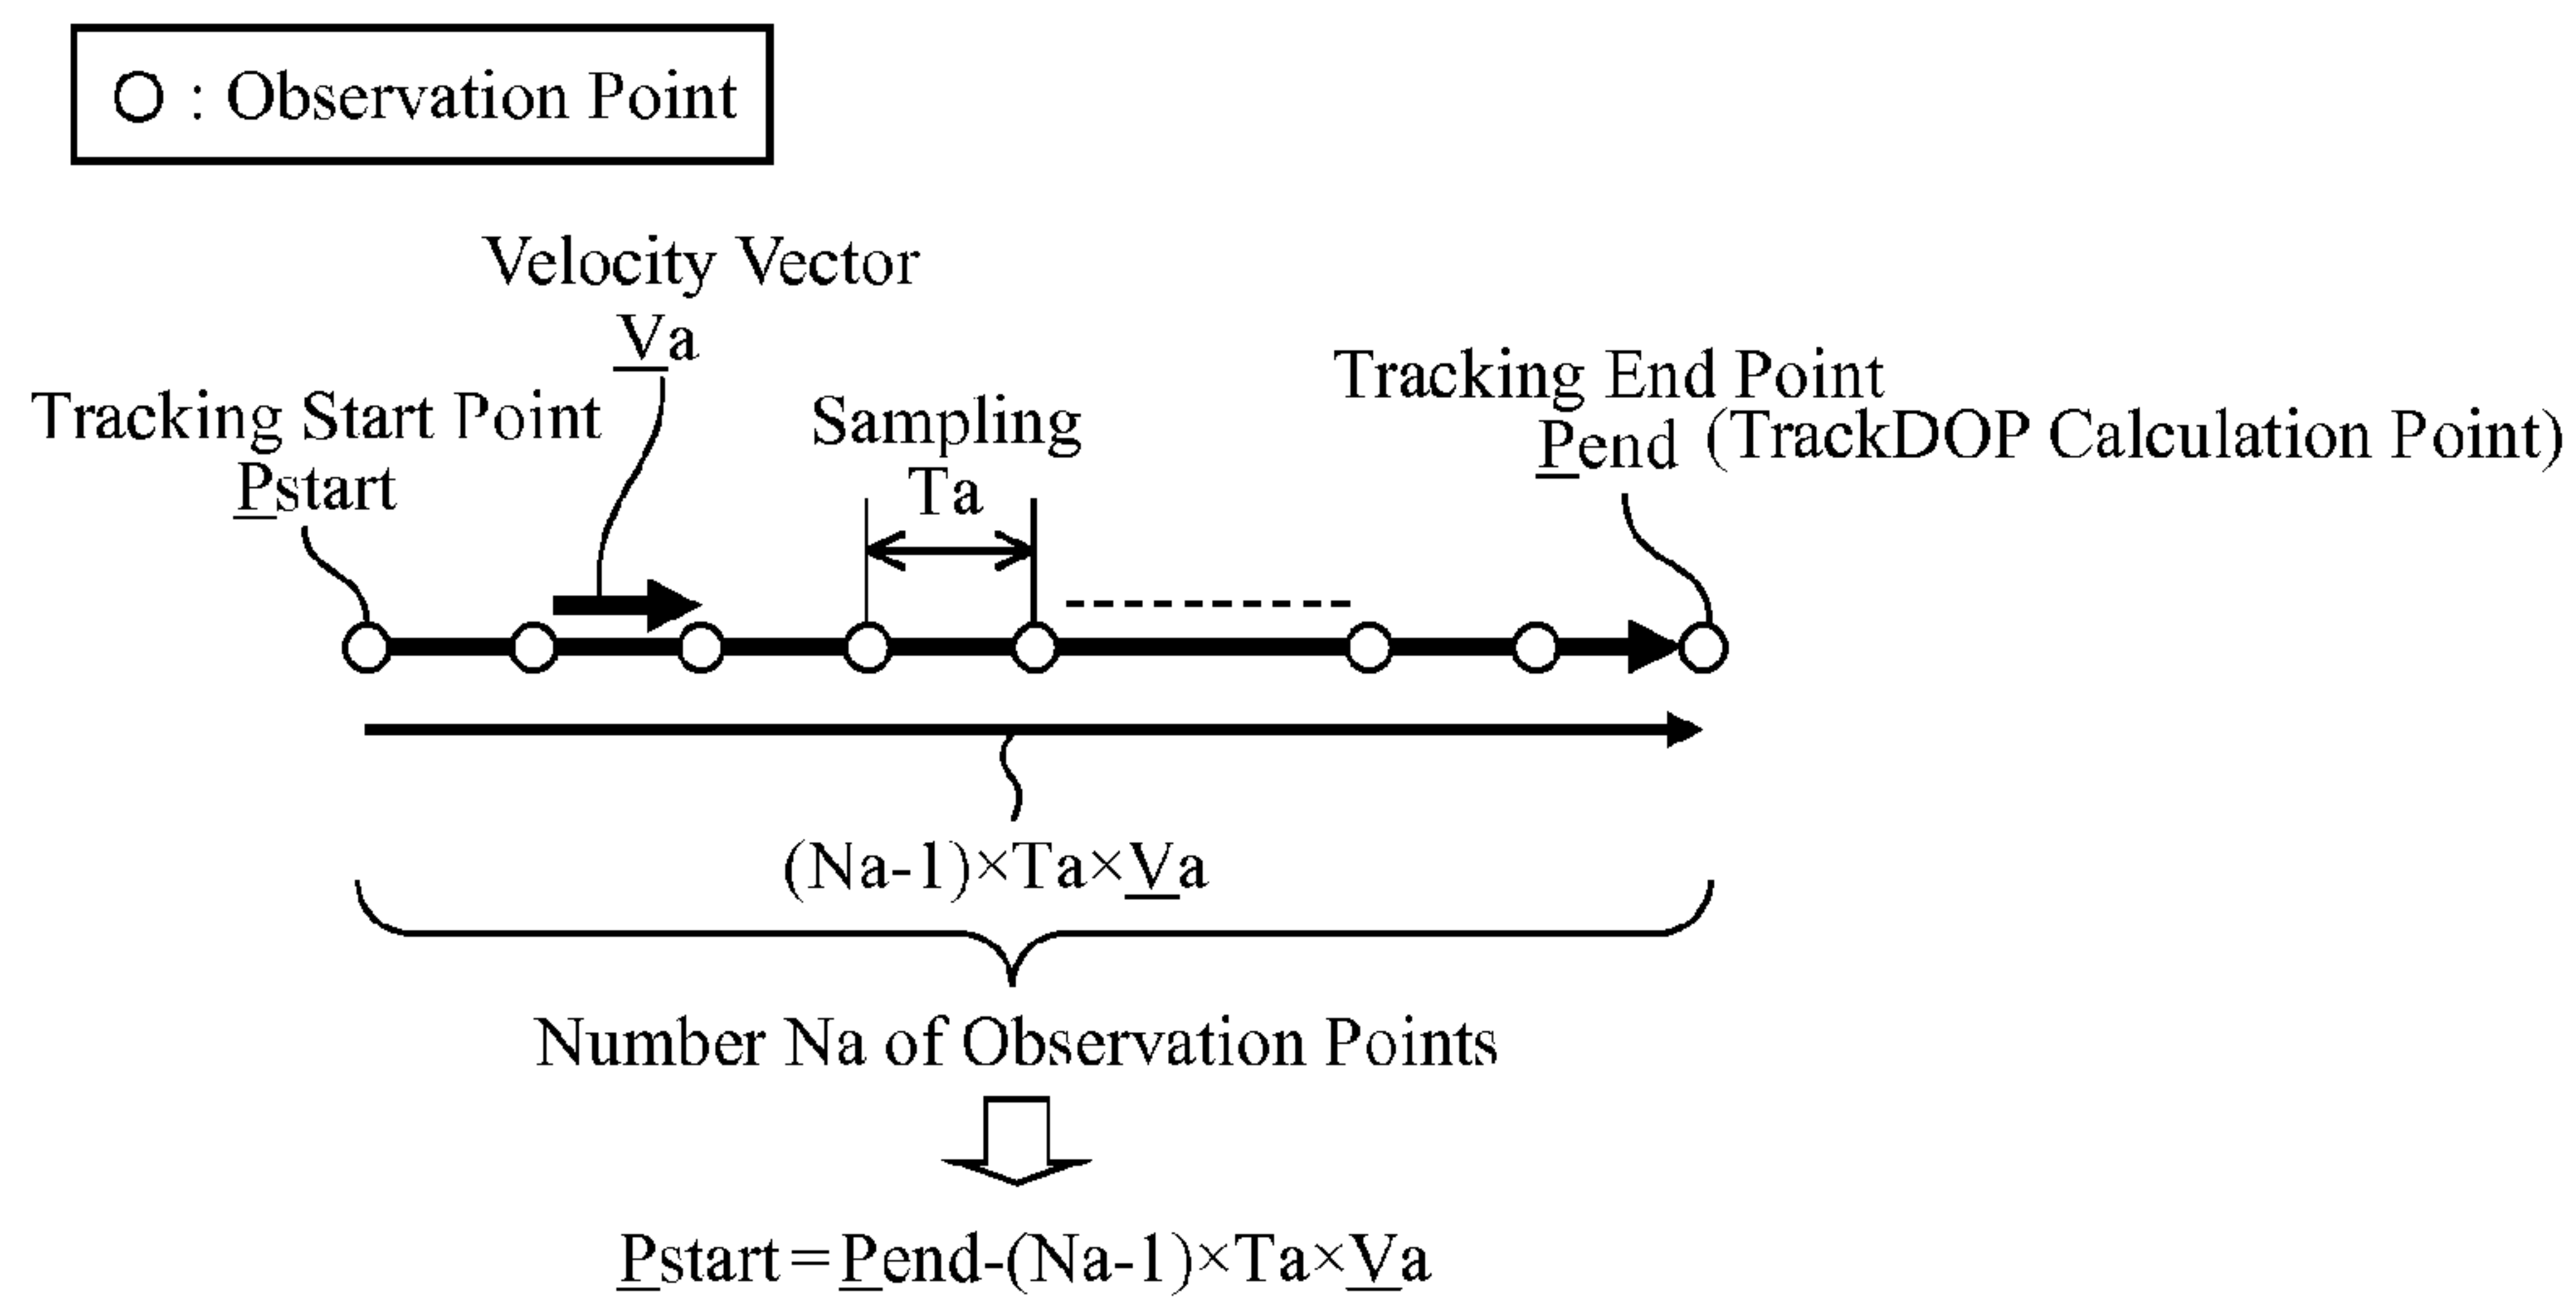 O : Observation Point
Velocity Vector
Va
Tracking Start Point
Pstart
Sampling
Ta
Tracking End Point
Pend (TrackDOP Calculation Point)
(Na-1)×Ta×Va
Number Na of Observation Points
Pstart=Pend-(Na-1)×Ta×Va